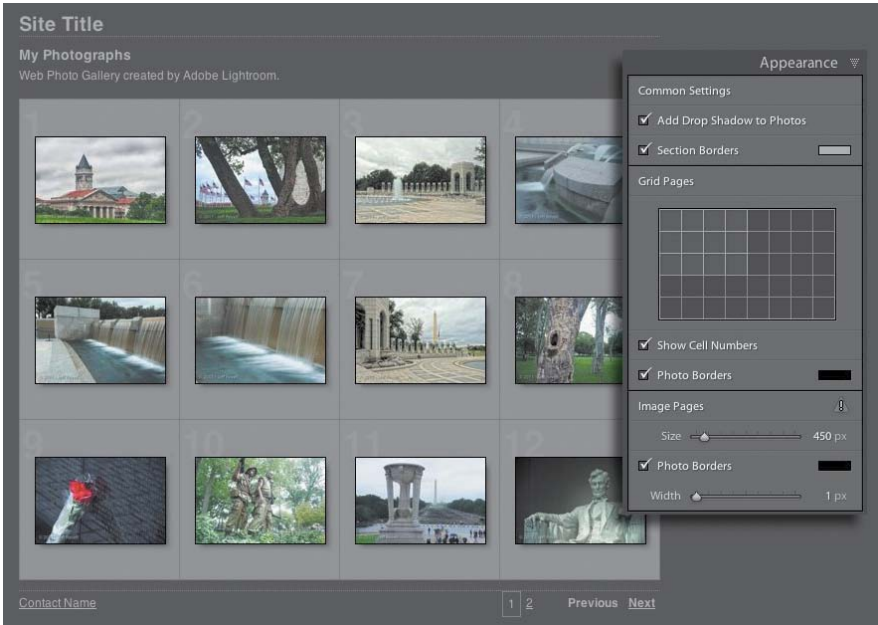 Site Title
My Photographs
Web Photo Gallery created by Adobe Lightroom.
1
2
3
4
5
6
7
8
9
10
11
12
Contact Name
1 2 Previous Next
Appearance
Common Settings
Add Drop Shadow to Photos
Section Borders
Grid Pages
Show Cell Numbers
Photo Borders
Image Pages
Size 450 px
Photo Borders
Width 1 px